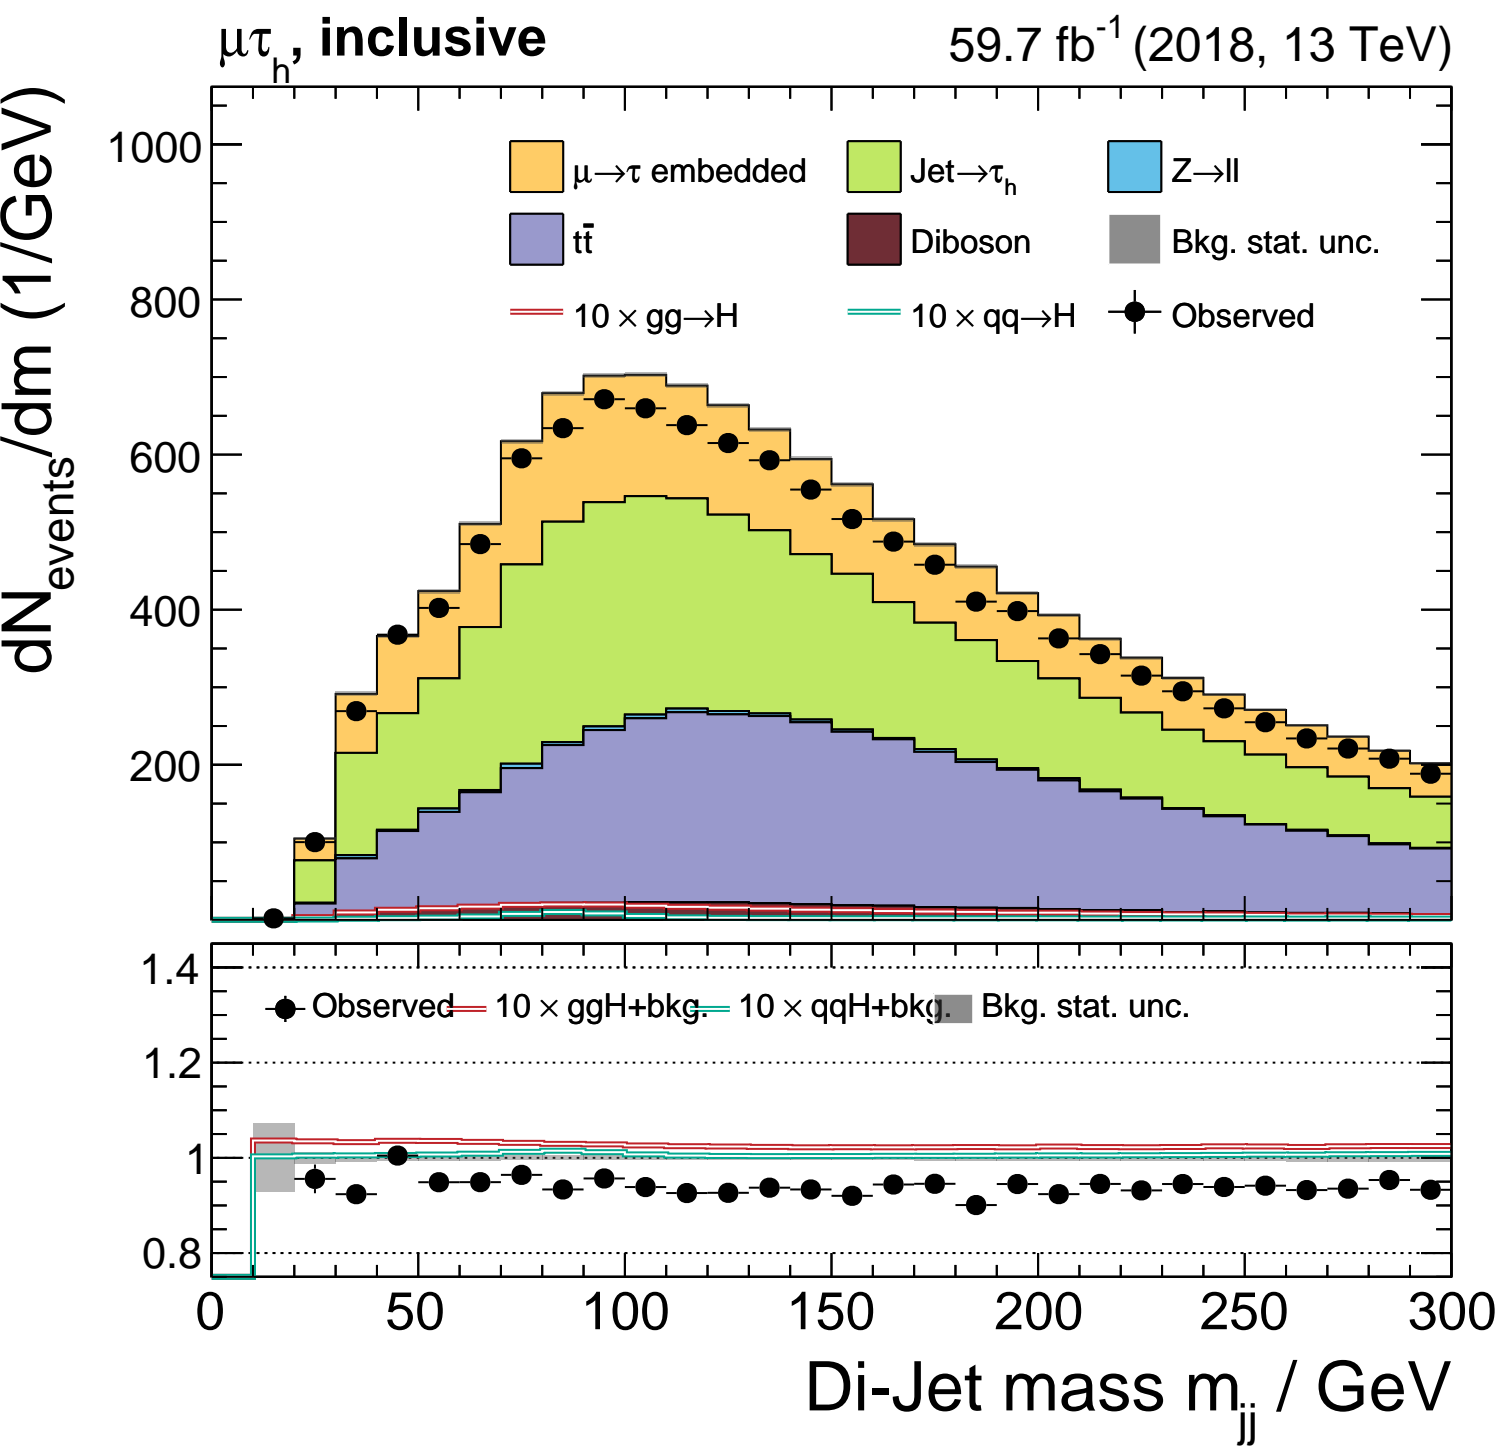 μτh, inclusive 59.7 fb-1 (2018, 13 TeV)
dNevents/dm (1/GeV)
1000
800
600
400
200
μ→τ embedded Jet→τh Z→ll
tt̄ Diboson Bkg. stat. unc.
10 × gg→H 10 × qq→H Observed
1.4
1.2
1
0.8
Observed 10 × ggH+bkg. 10 × qqH+bkg. Bkg. stat. unc.
0 50 100 150 200 250 300
Di-Jet mass mjj / GeV